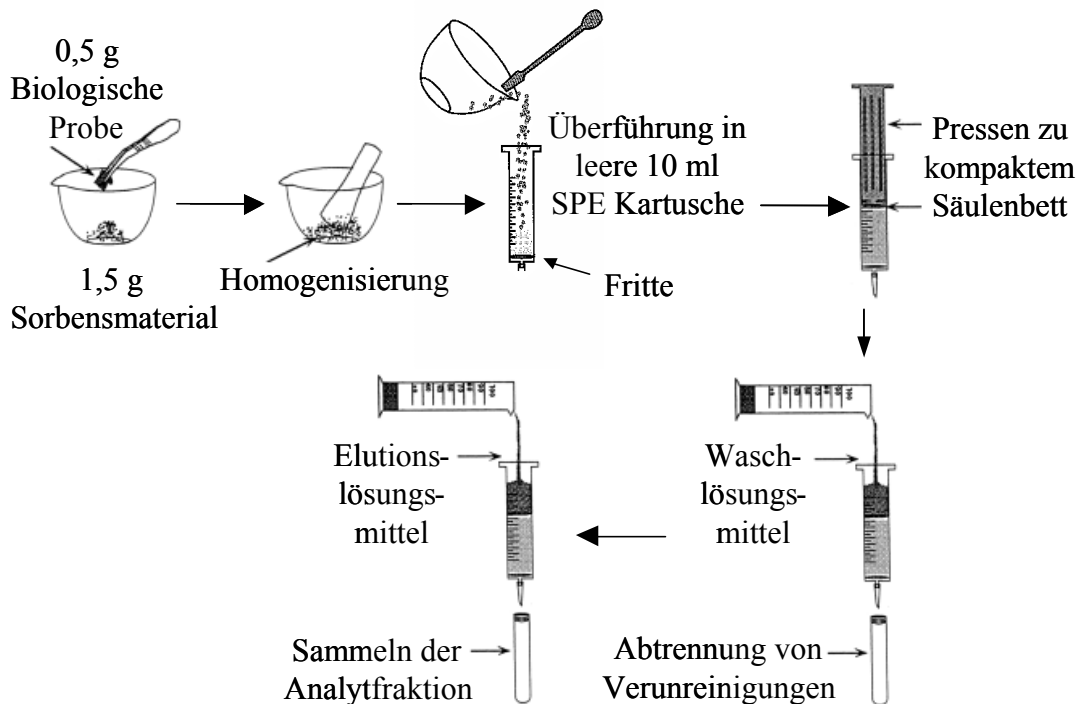 0,5 g
Biologische
Probe
1,5 g
Sorbensmaterial
Homogenisierung
Überführung in
leere 10 ml
SPE Kartusche
Fritte
Pressen zu
kompaktem
Säulenbett
Wasch-
lösungs-
mittel
Abtrennung von
Verunreinigungen
Elutions-
lösungs-
mittel
Sammeln der
Analytfraktion